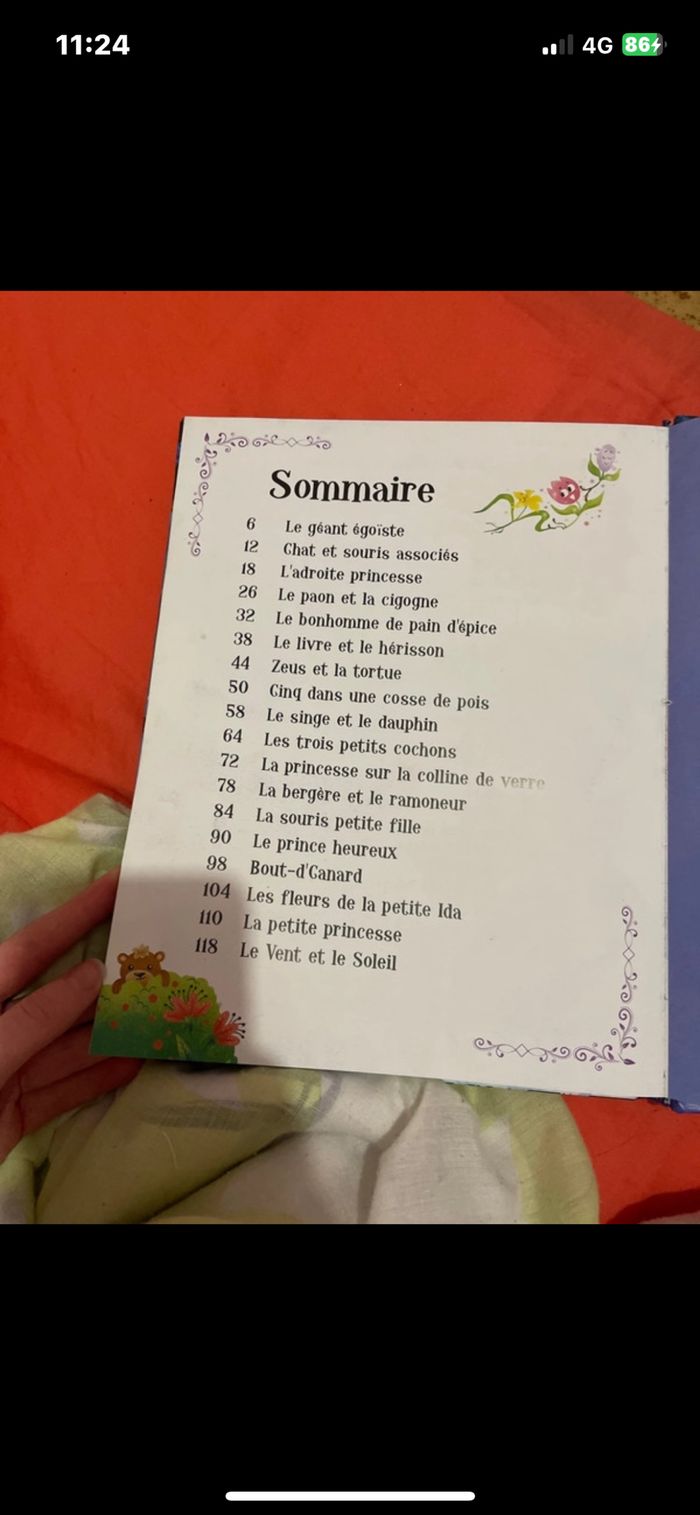 11:24
4G 86
Sommaire
6 Le géant égoïste
12 Chat et souris associés
18 L'adroite princesse
26 Le paon et la cigogne
32 Le bonhomme de pain d'épice
38 Le livre et le hérisson
44 Zeus et la tortue
50 Cinq dans une cosse de pois
58 Le singe et le dauphin
64 Les trois petits cochons
72 La princesse sur la colline de verre
78 La bergère et le ramoneur
84 La souris petite fille
90 Le prince heureux
98 Bout-d'Canard
104 Les fleurs de la petite Ida
110 La petite princesse
118 Le Vent et le Soleil